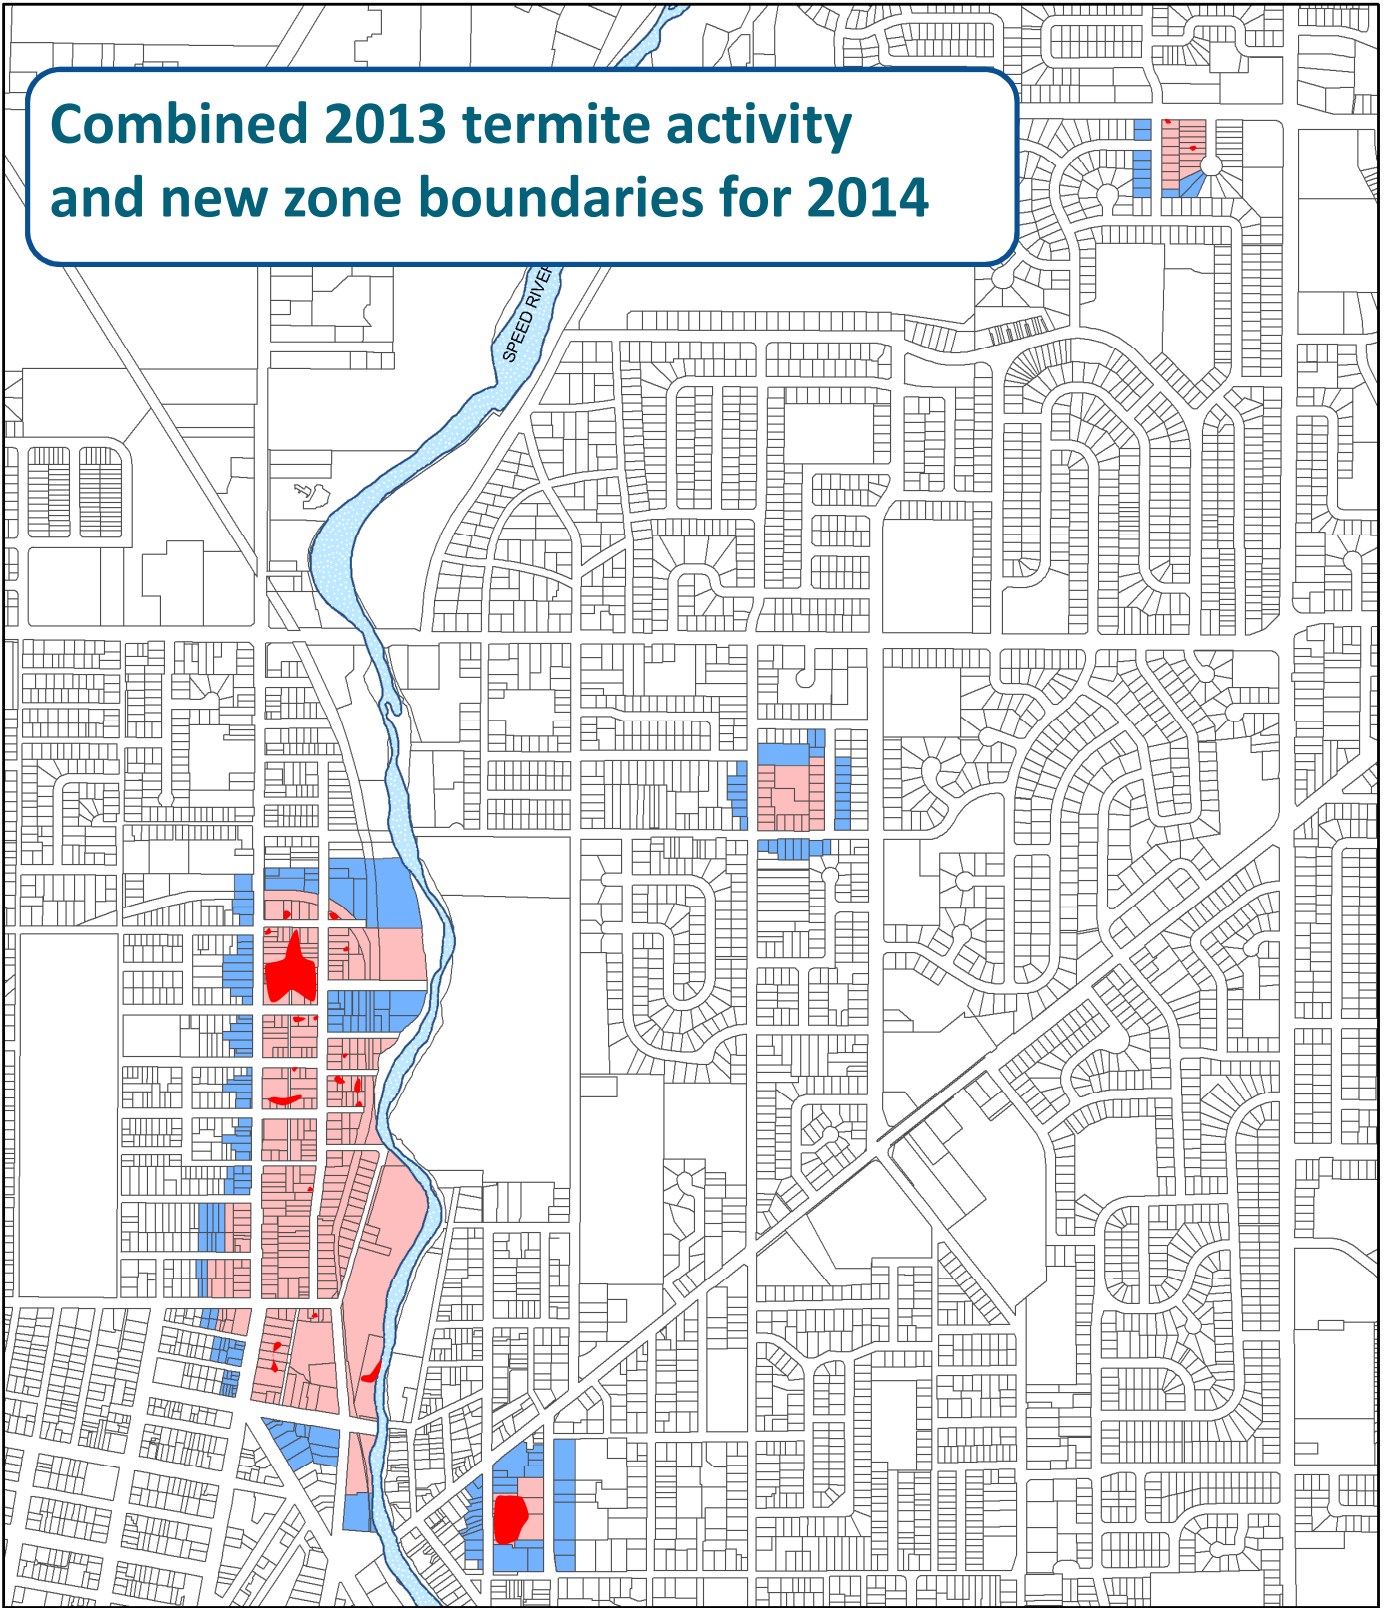 Combined 2013 termite activity
and new zone boundaries for 2014
SPEED RIVER